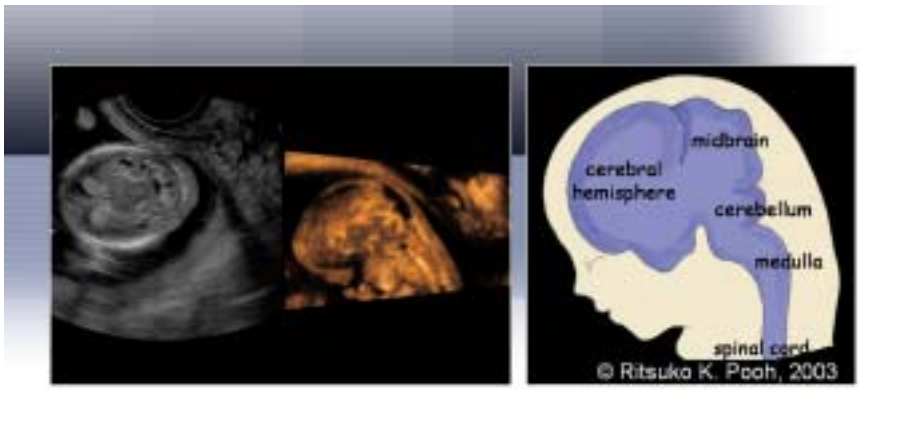 midbrain
cerebral
hemisphere
cerebellum
medulla
spinal cord
© Ritsuko K. Pooh, 2003